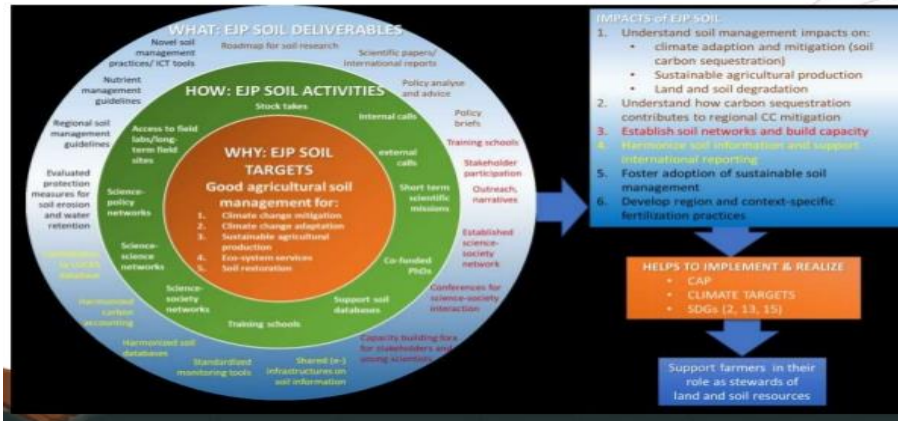 WHAT: EJP SOIL DELIVERABLES
Novel soil
management
practices/ ICT tools
Roadmap for soil research
Scientific papers/
international reports
Nutrient
management
guidelines
Policy analyse
and advice
Regional soil
management
guidelines
Policy
briefs
Evaluated
protection
measures for
soil erosion and
water
retention
Training schools
Stakeholder
participation
Outreach,
narratives
Established
science-
society
network
Conferences for
science-society
interaction
Capacity building fora
for stakeholders and
young scientists
Shared (e-)
infrastructures on
soil information
Standardized
monitoring tools
Harmonized soil
databases
Harmonized
carbon
accounting
database
HOW: EJP SOIL ACTIVITIES
Stock takes
Internal calls
external
calls
Short term
scientific
missions
Co-funded
PhDs
Support soil
databases
Training schools
Science-
society
networks
Science-
science
networks
Science-
policy
networks
Access to field
labs/long-
term field
sites
WHY: EJP SOIL
TARGETS
Good agricultural soil
management for:
1. Climate change mitigation
2. Climate change adaptation
3. Sustainable agricultural
production
4. Eco-system services
5. Soil restoration
IMPACTS of EJP SOIL
1. Understand soil management impacts on:
• climate adaption and mitigation (soil
carbon sequestration)
• Sustainable agricultural production
• Land and soil degradation
2. Understand how carbon sequestration
contributes to regional CC mitigation
3. Establish soil networks and build capacity
4. Harmonize soil information and support
international reporting
5. Foster adoption of sustainable soil
management
6. Develop region and context-specific
fertilization practices
HELPS TO IMPLEMENT & REALIZE
• CAP
• CLIMATE TARGETS
• SDGs (2, 13, 15)
Support farmers in their
role as stewards of
land and soil resources